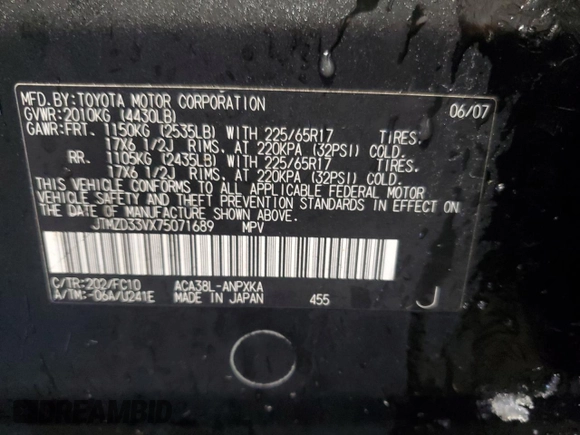 MFD. BY: TOYOTA MOTOR CORPORATION 06/07
GVWR: 2010KG (4430LB)
GAWR: FRT. 1150KG (2535LB) WITH 225/65R17 TIRES.
17X6 1/2J RIMS. AT 220KPA (32PSI) COLD.
RR. 1105KG (2435LB) WITH 225/65R17 TIRES.
17X6 1/2J RIMS. AT 220KPA (32PSI) COLD.
THIS VEHICLE CONFORMS TO ALL APPLICABLE FEDERAL MOTOR
VEHICLE SAFETY AND THEFT PREVENTION STANDARDS IN EFFECT ON
THE DATE OF MANUFACTURE SHOWN ABOVE.
JTMZD33VX75071689 MPV
C/TR: 202/FC10 ACA38L-ANPXKA
A/TM: -06A/U241E MADE IN JAPAN 455 J
DREAMBID